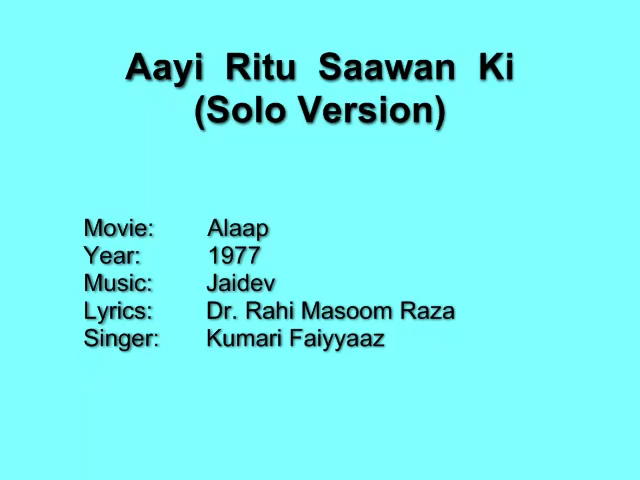 Aayi Ritu Saawan Ki
(Solo Version)
Movie: Alaap
Year: 1977
Music: Jaidev
Lyrics: Dr. Rahi Masoom Raza
Singer: Kumari Faiyyaaz